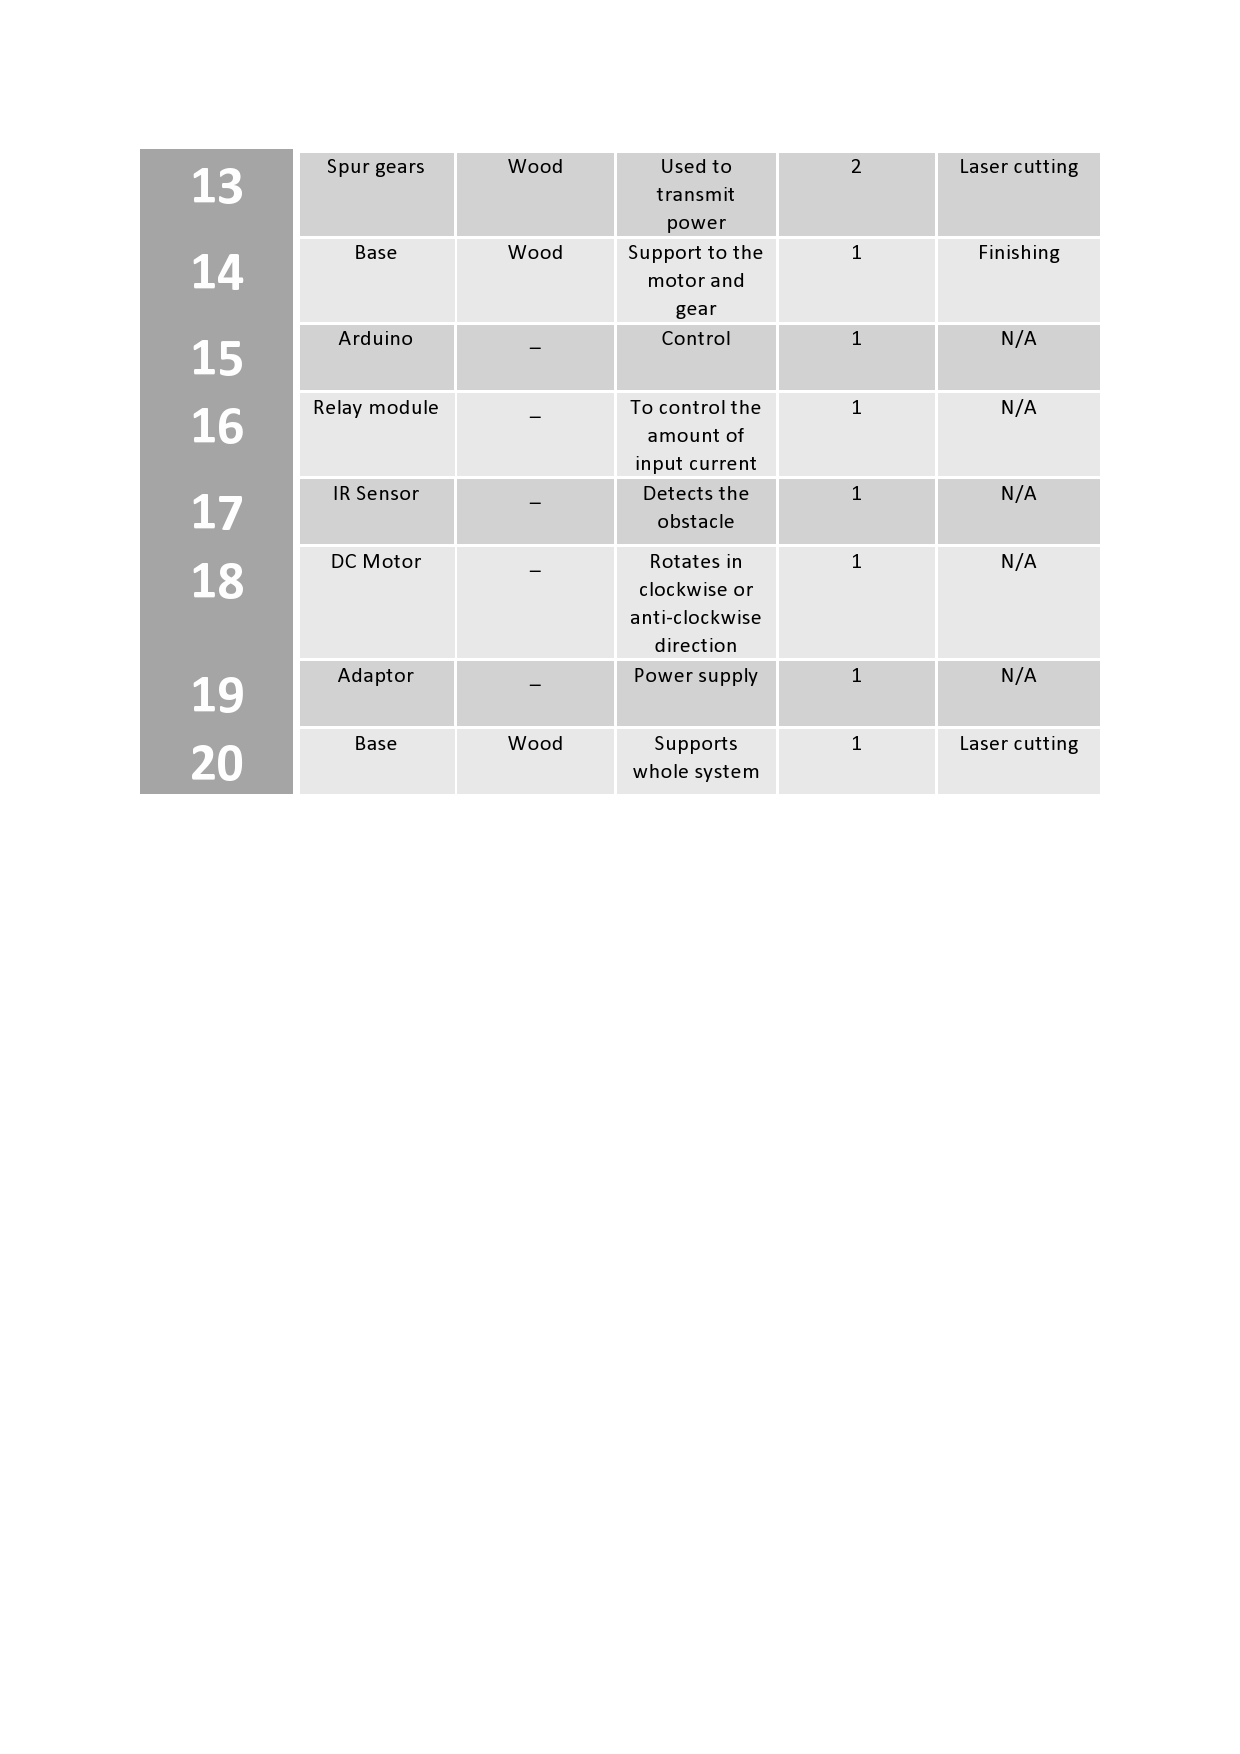 13 Spur gears Wood Used to 2 Laser cutting
transmit
power
14 Base Wood Support to the 1 Finishing
motor and
gear
15 Arduino _ Control 1 N/A
16 Relay module _ To control the 1 N/A
amount of
input current
17 IR Sensor _ Detects the 1 N/A
obstacle
18 DC Motor _ Rotates in 1 N/A
clockwise or
anti-clockwise
direction
19 Adaptor _ Power supply 1 N/A
20 Base Wood Supports 1 Laser cutting
whole system